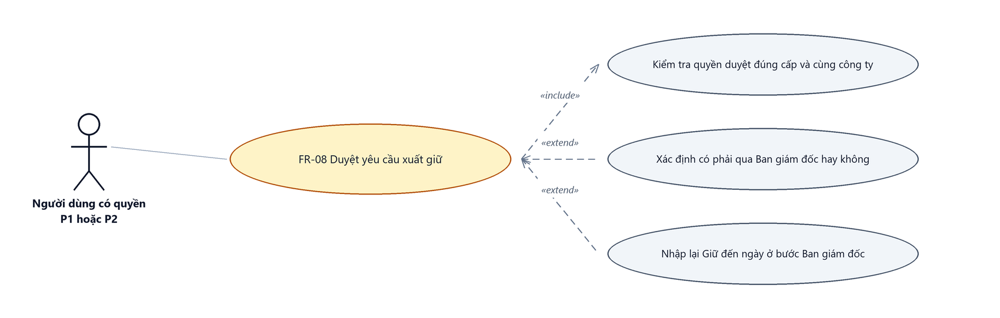 Kiểm tra quyền duyệt đúng cấp và cùng công ty
«include»
«extend»
FR-08 Duyệt yêu cầu xuất giữ
Xác định có phải qua Ban giám đốc hay không
«extend»
Người dùng có quyền
P1 hoặc P2
Nhập lại Giữ đến ngày ở bước Ban giám đốc